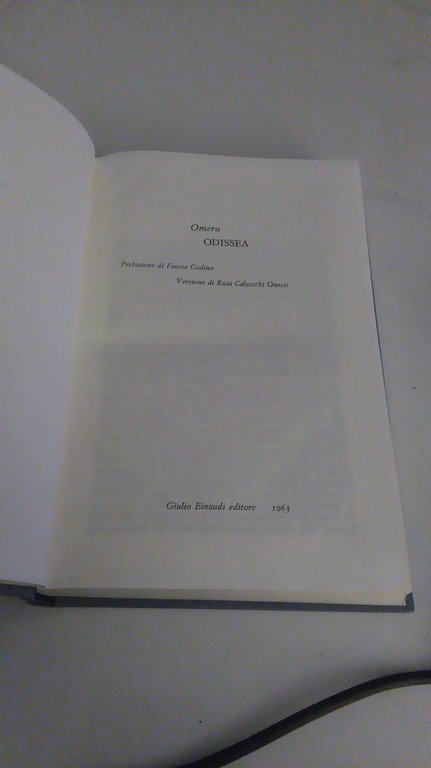 Omero
ODISSEA
Prefazione di Fausto Codino
Versione di Rosa Calzecchi Onesti
Giulio Einaudi editore 1963